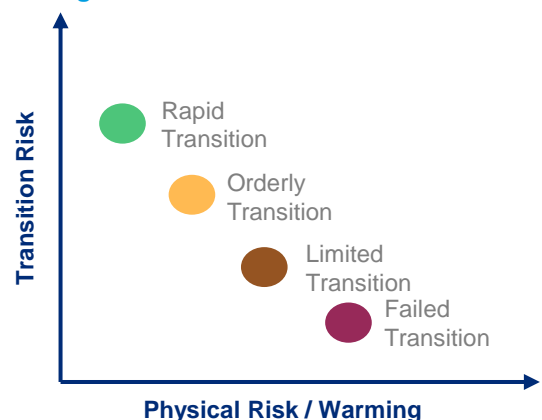 Rapid
Transition
Orderly
Transition
Limited
Transition
Failed
Transition
Transition Risk
Physical Risk / Warming